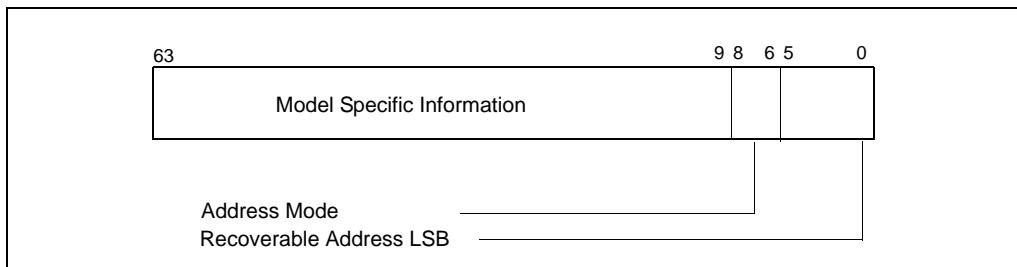 63 9 8 6 5 0
Model Specific Information
Address Mode
Recoverable Address LSB